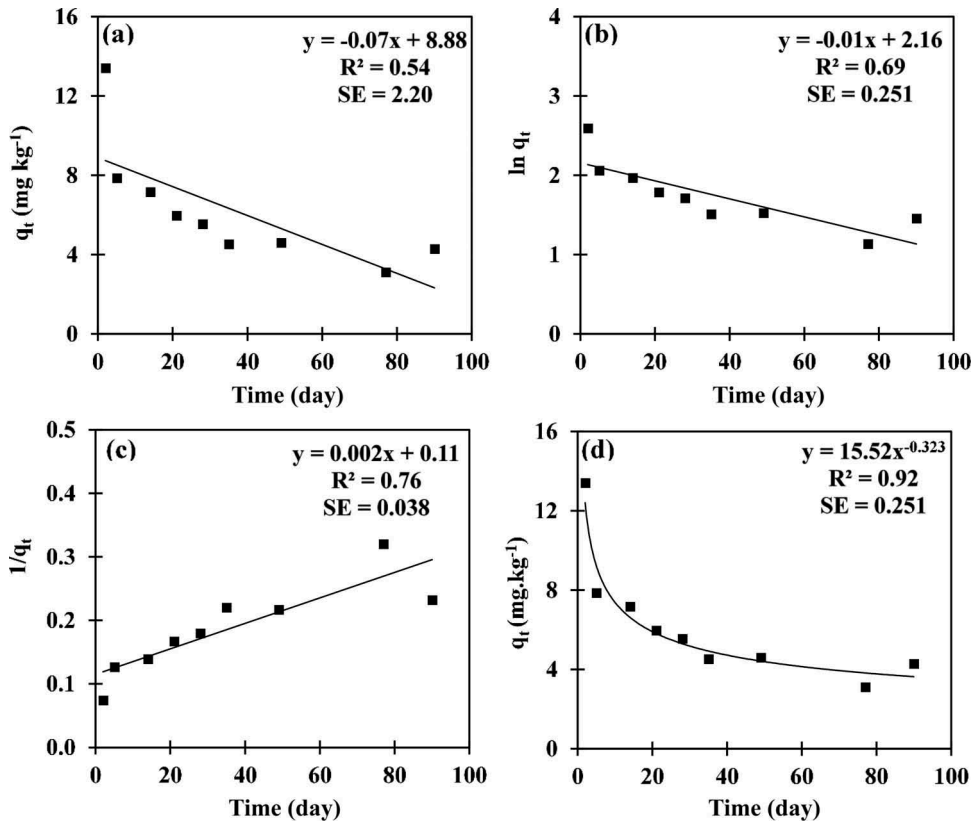 (a)
y = -0.07x + 8.88
R² = 0.54
SE = 2.20
qₜ (mg kg⁻¹)
16
12
8
4
0
0 20 40 60 80 100
Time (day)
(b)
y = -0.01x + 2.16
R² = 0.69
SE = 0.251
ln qₜ
4
3
2
1
0
0 20 40 60 80 100
Time (day)
(c)
y = 0.002x + 0.11
R² = 0.76
SE = 0.038
1/qₜ
0.5
0.4
0.3
0.2
0.1
0.0
0 20 40 60 80 100
Time (day)
(d)
y = 15.52x⁻⁰·³²³
R² = 0.92
SE = 0.251
qₜ (mg.kg⁻¹)
16
12
8
4
0
0 20 40 60 80 100
Time (day)